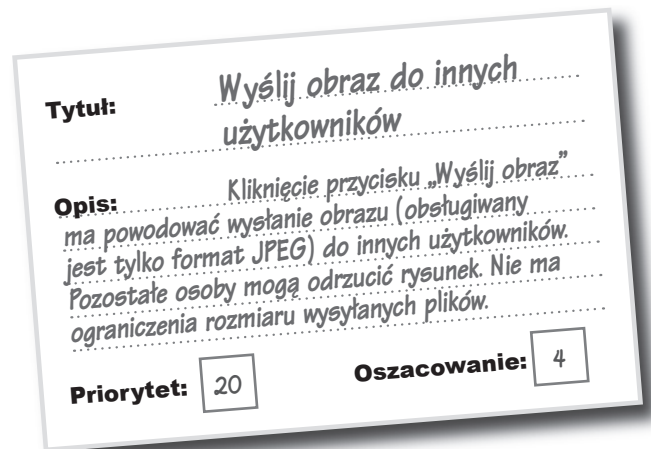 Tytuł: Wyślij obraz do innych
użytkowników
Opis: Kliknięcie przycisku „Wyślij obraz”
ma powodować wysłanie obrazu (obsługiwany
jest tylko format JPEG) do innych użytkowników.
Pozostałe osoby mogą odrzucić rysunek. Nie ma
ograniczenia rozmiaru wysyłanych plików.
Priorytet: 20 Oszacowanie: 4